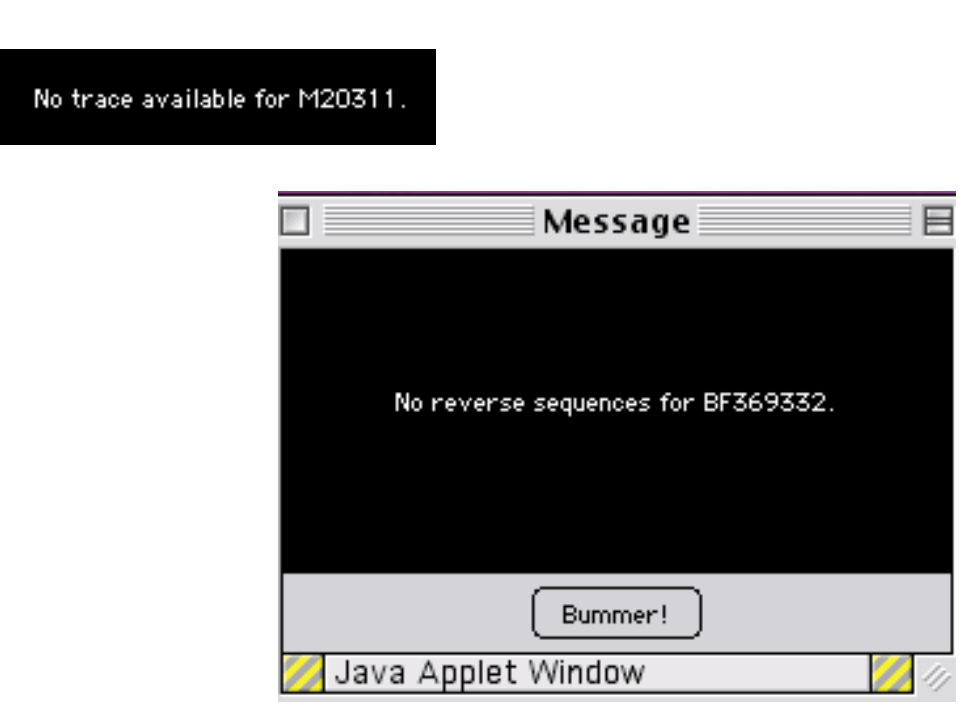 No trace available for M20311.
Message
No reverse sequences for BF369332.
Bummer!
Java Applet Window